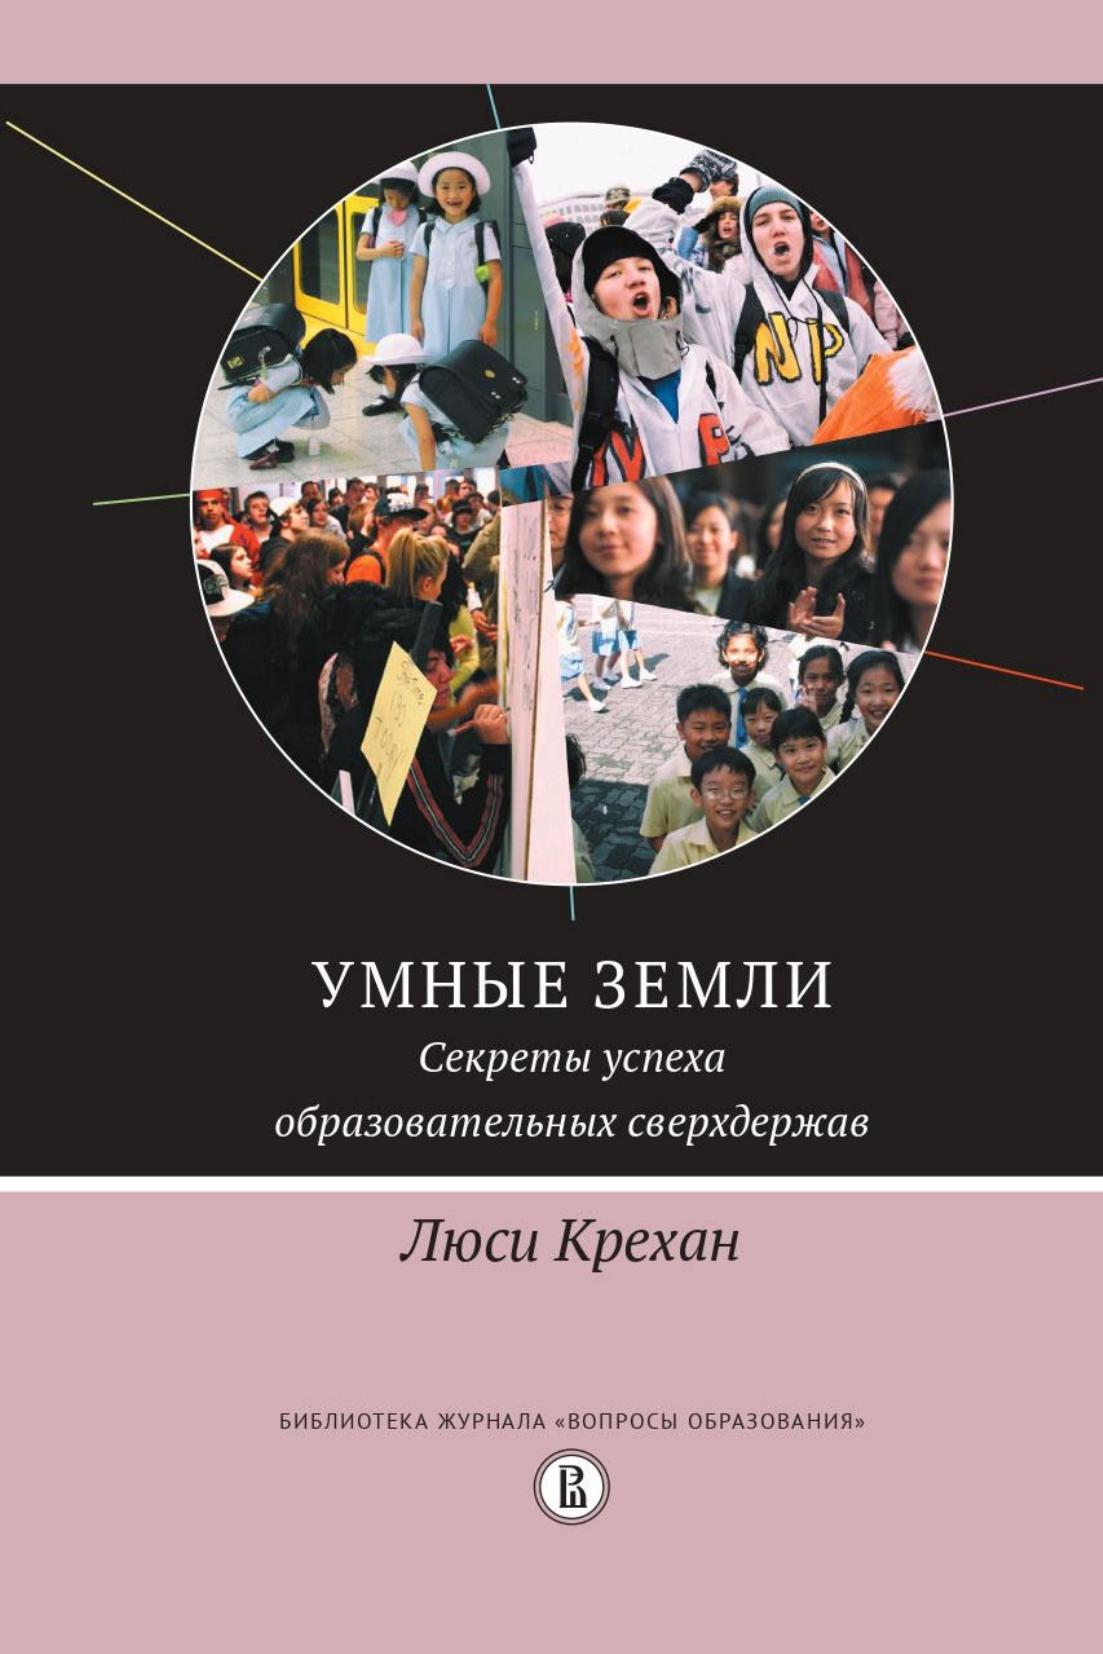 УМНЫЕ ЗЕМЛИ
Секреты успеха
образовательных сверхдержав
Люси Крехан
БИБЛИОТЕКА ЖУРНАЛА «ВОПРОСЫ ОБРАЗОВАНИЯ»